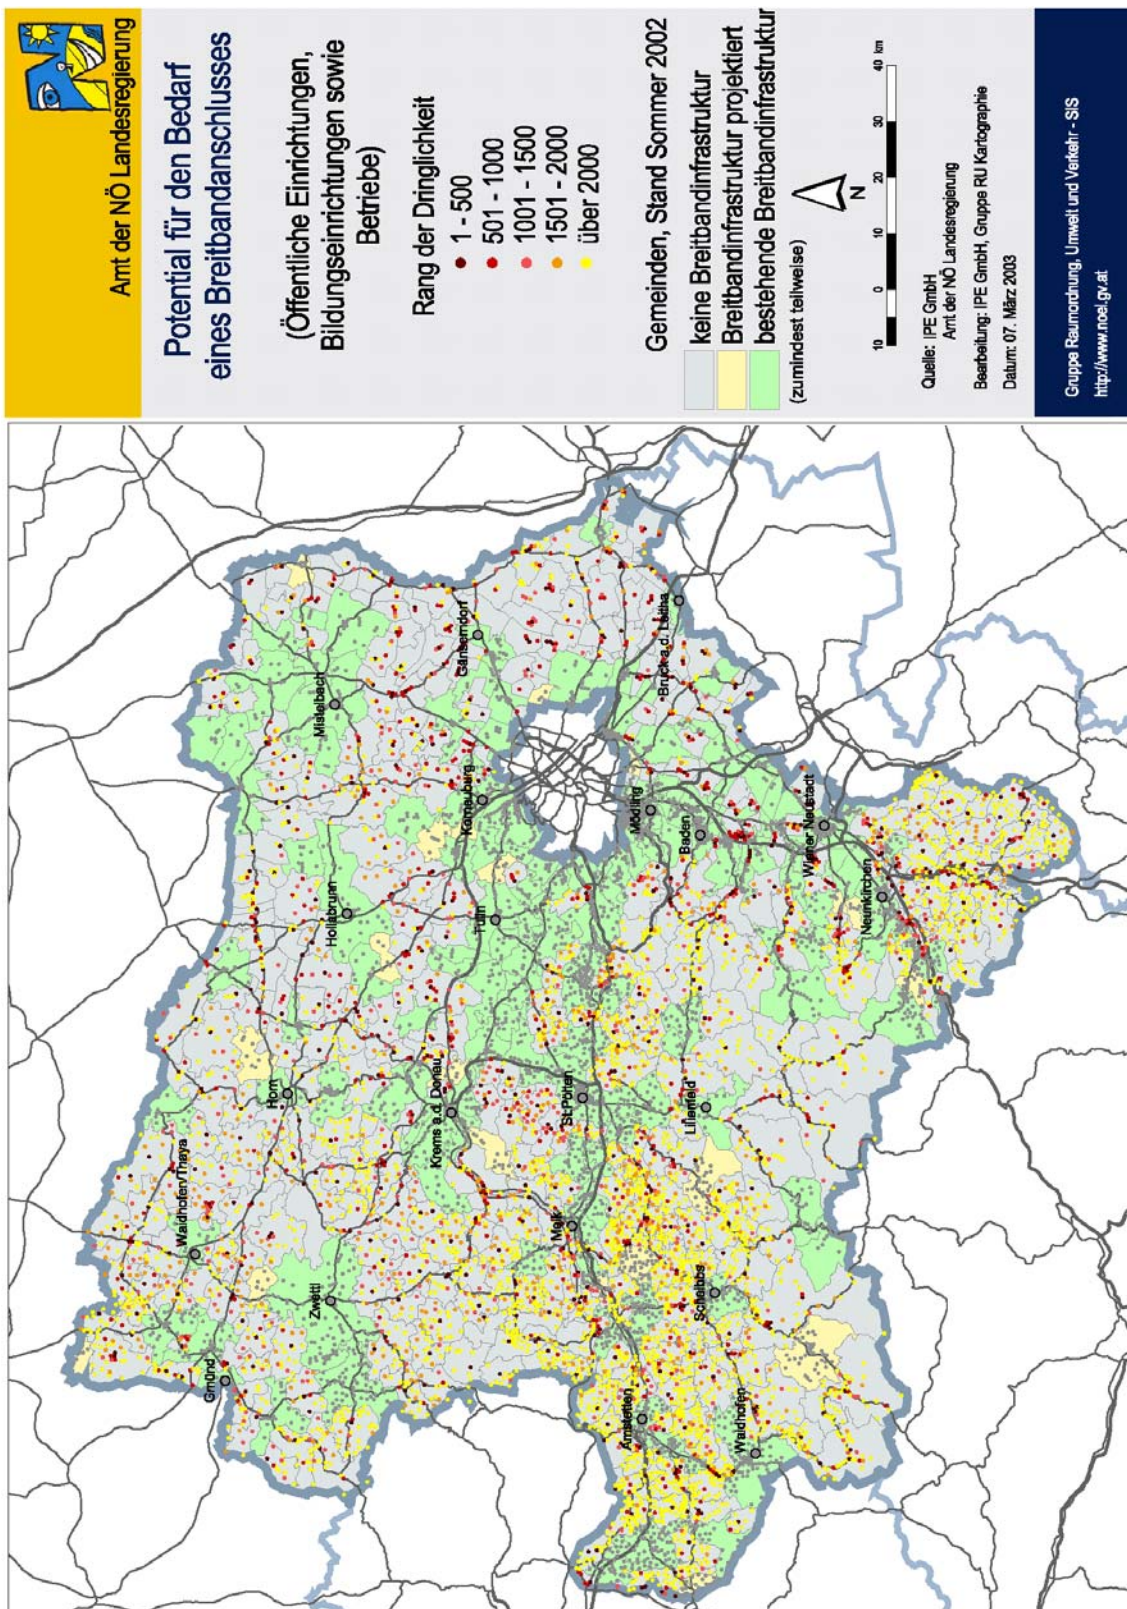 Amt der NÖ Landesregierung
Potential für den Bedarf
eines Breitbandanschlusses
(Öffentliche Einrichtungen,
Bildungseinrichtungen sowie
Betriebe)
Rang der Dringlichkeit
1 - 500
501 - 1000
1001 - 1500
1501 - 2000
über 2000
Gemeinden, Stand Sommer 2002
keine Breitbandinfrastruktur
Breitbandinfrastruktur projektiert
bestehende Breitbandinfrastruktur
(zumindest teilweise)
N
10 0 10 20 30 40 km
Quelle: IPE GmbH
Amt der NÖ Landesregierung
Bearbeitung: IPE GmbH, Gruppe RU Kartographie
Datum: 07. März 2003
Gruppe Raumordnung, Umwelt und Verkehr - SIS
http://www.noel.gv.at
Waidhofen/Thaya
Gmünd
Zwettl
Horn
Hollabrunn
Mistelbach
Krems a.d. Donau
Tulln
Korneuburg
Gänserndorf
Melk
St.Pölten
Amstetten
Mödling
Bruck a.d. Leitha
Scheibbs
Lilienfeld
Baden
Waidhofen
Wiener Neustadt
Neunkirchen